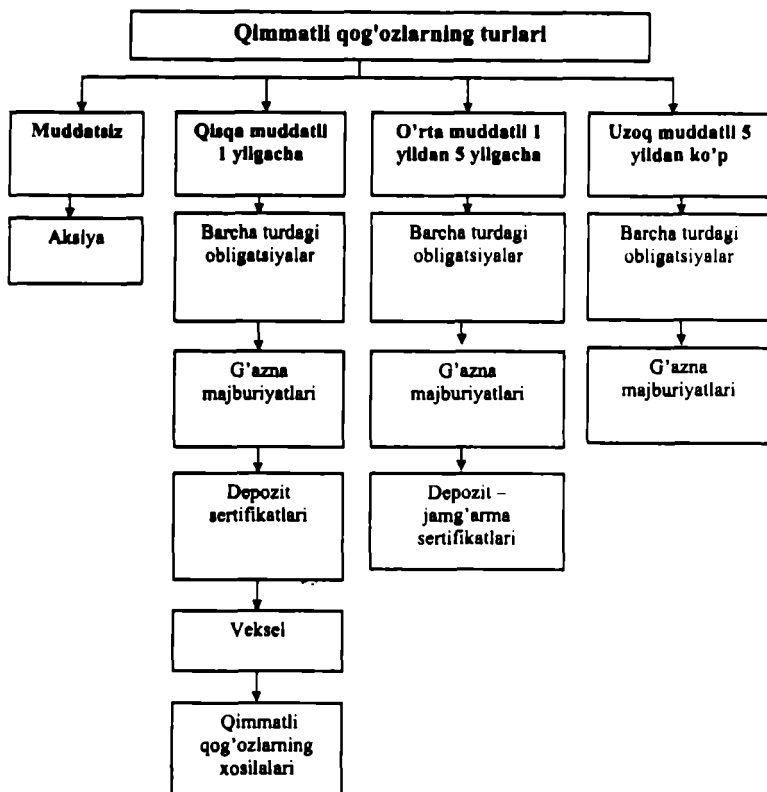 Qimmatli qog'ozlarning turlari
Muddatsiz
Aksiya
Qisqa muddatli
1 yilgacha
Barcha turdagi
obligatsiyalar
G'azna
majburiyatlari
Depozit
sertifikatlari
Veksel
Qimmatli
qog'ozlarning
xosilalari
O'rta muddatli 1
yildan 5 yilgacha
Barcha turdagi
obligatsiyalar
G'azna
majburiyatlari
Depozit –
jamg'arma
sertifikatlari
Uzoq muddatli 5
yildan ko'p
Barcha turdagi
obligatsiyalar
G'azna
majburiyatlari